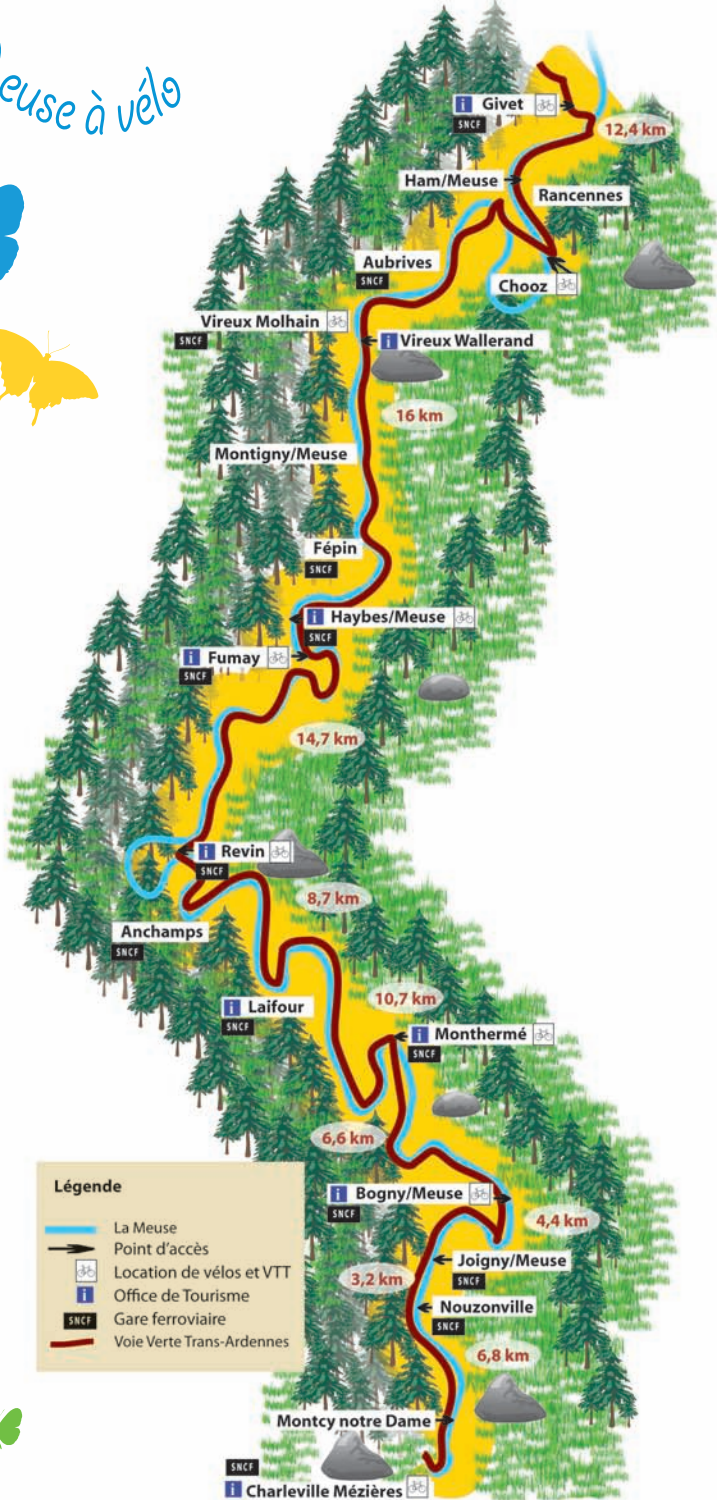 euse à vélo
Givet
SNCF
12,4 km
Ham/Meuse
Rancennes
Aubrives
SNCF
Chooz
Vireux Molhain
SNCF
Vireux Wallerand
16 km
Montigny/Meuse
Fépin
SNCF
Haybes/Meuse
SNCF
Fumay
SNCF
14,7 km
Revin
SNCF
8,7 km
Anchamps
SNCF
10,7 km
Laifour
SNCF
Monthermé
SNCF
6,6 km
Bogny/Meuse
SNCF
4,4 km
Joigny/Meuse
SNCF
3,2 km
Nouzonville
SNCF
6,8 km
Montcy notre Dame
SNCF
Charleville Mézières
Légende
La Meuse
Point d'accès
Location de vélos et VTT
Office de Tourisme
SNCF Gare ferroviaire
Voie Verte Trans-Ardennes